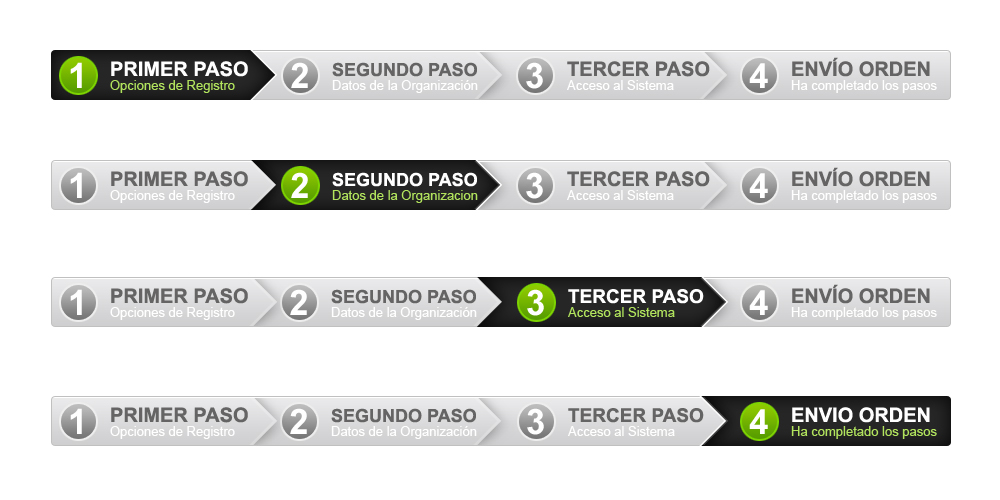 1 PRIMER PASO 2 SEGUNDO PASO 3 TERCER PASO 4 ENVÍO ORDEN
Opciones de Registro Datos de la Organización Acceso al Sistema Ha completado los pasos
1 PRIMER PASO 2 SEGUNDO PASO 3 TERCER PASO 4 ENVÍO ORDEN
Opciones de Registro Datos de la Organizacion Acceso al Sistema Ha completado los pasos
1 PRIMER PASO 2 SEGUNDO PASO 3 TERCER PASO 4 ENVÍO ORDEN
Opciones de Registro Datos de la Organización Acceso al Sistema Ha completado los pasos
1 PRIMER PASO 2 SEGUNDO PASO 3 TERCER PASO 4 ENVIO ORDEN
Opciones de Registro Datos de la Organización Acceso al Sistema Ha completado los pasos